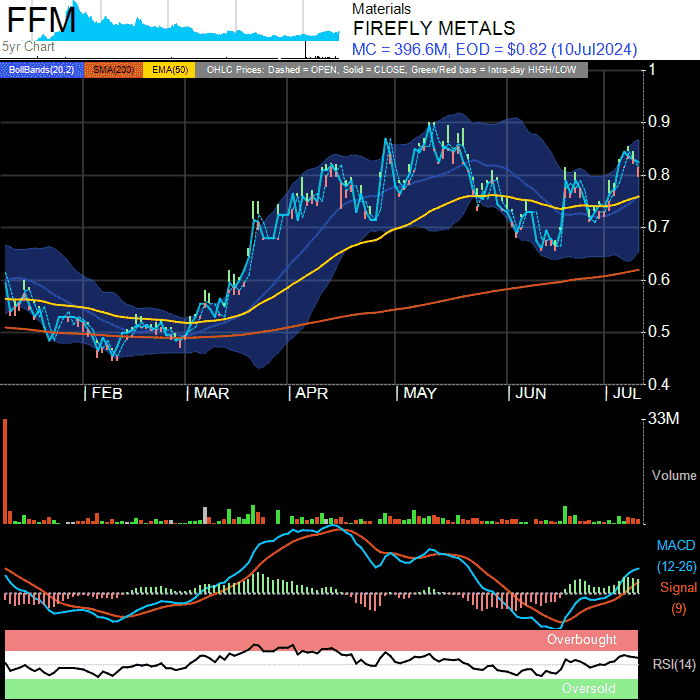 FFM
5yr Chart
Materials
FIREFLY METALS
MC = 396.6M, EOD = $0.82 (10Jul2024)
BollBands(20,2) SMA(200) EMA(50) OHLC Prices: Dashed = OPEN, Solid = CLOSE, Green/Red bars = Intra-day HIGH/LOW
1
0.9
0.8
0.7
0.6
0.5
0.4
| FEB | MAR | APR | MAY | JUN | JUL
33M
Volume
MACD
(12-26)
Signal
(9)
Overbought
RSI(14)
Oversold